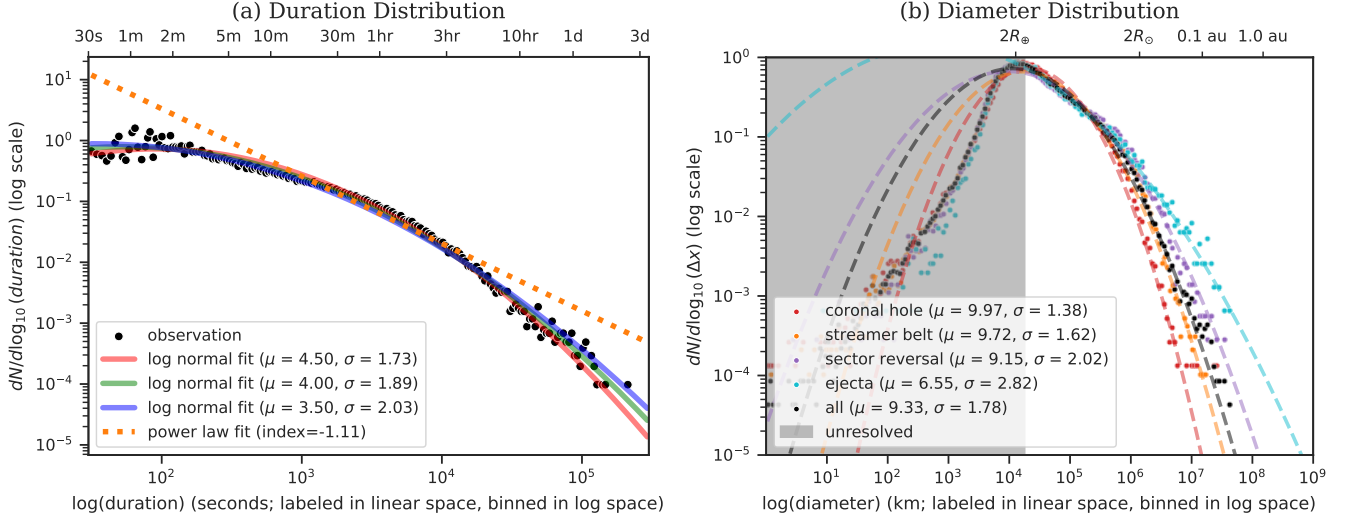 (a) Duration Distribution
30s 1m 2m 5m 10m 30m 1hr 3hr 10hr 1d 3d
10¹
10⁰
10⁻¹
10⁻²
10⁻³
10⁻⁴
10⁻⁵
dN/dlog₁₀ (duration) (log scale)
observation
log normal fit (μ = 4.50, σ = 1.73)
log normal fit (μ = 4.00, σ = 1.89)
log normal fit (μ = 3.50, σ = 2.03)
power law fit (index=-1.11)
10² 10³ 10⁴ 10⁵
log(duration) (seconds; labeled in linear space, binned in log space)
(b) Diameter Distribution
2R⊕ 2R⊙ 0.1 au 1.0 au
10⁰
10⁻¹
10⁻²
10⁻³
10⁻⁴
10⁻⁵
dN/dlog₁₀ (Δx) (log scale)
coronal hole (μ = 9.97, σ = 1.38)
streamer belt (μ = 9.72, σ = 1.62)
sector reversal (μ = 9.15, σ = 2.02)
ejecta (μ = 6.55, σ = 2.82)
all (μ = 9.33, σ = 1.78)
unresolved
10¹ 10² 10³ 10⁴ 10⁵ 10⁶ 10⁷ 10⁸ 10⁹
log(diameter) (km; labeled in linear space, binned in log space)